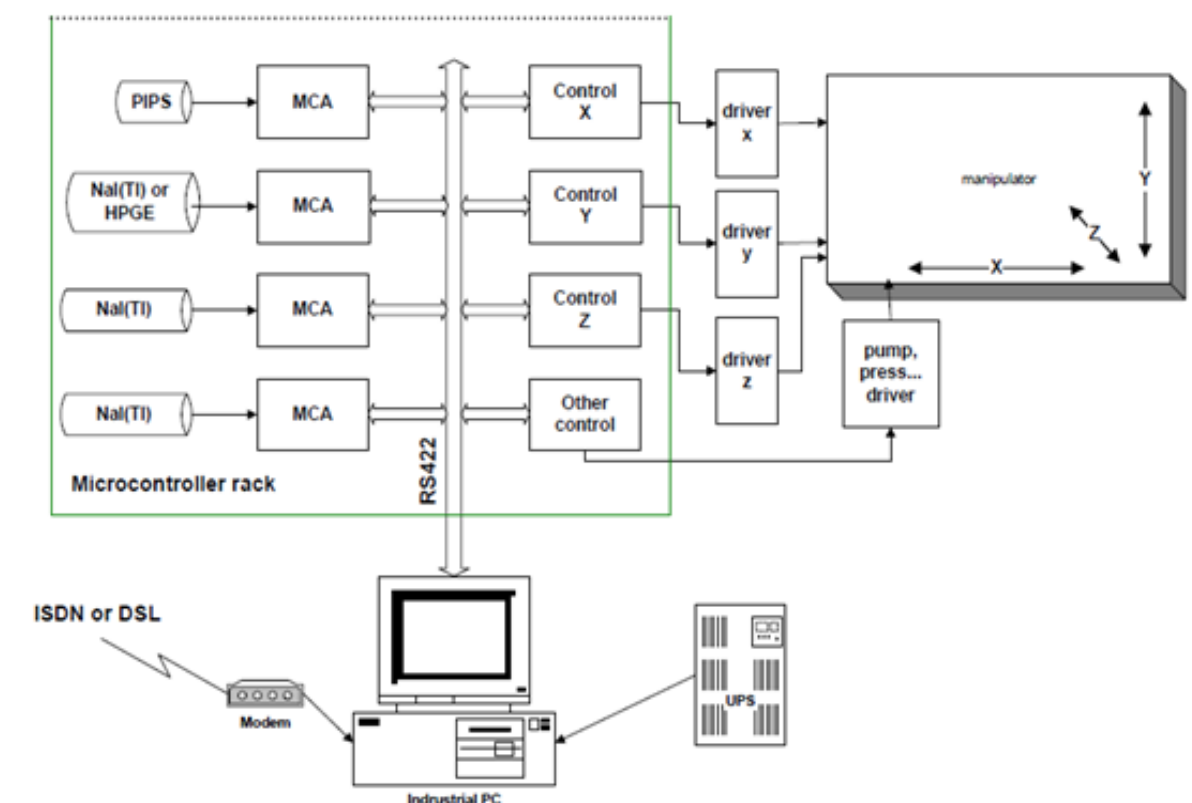 PIPS
MCA
Control
X
driver
x
NaI(Tl) or
HPGE
MCA
Control
Y
driver
y
manipulator
Y
Z
X
NaI(Tl)
MCA
Control
Z
driver
z
pump,
press...
driver
NaI(Tl)
MCA
Other
control
RS422
Microcontroller rack
ISDN or DSL
Modem
UPS
Indrustrial PC